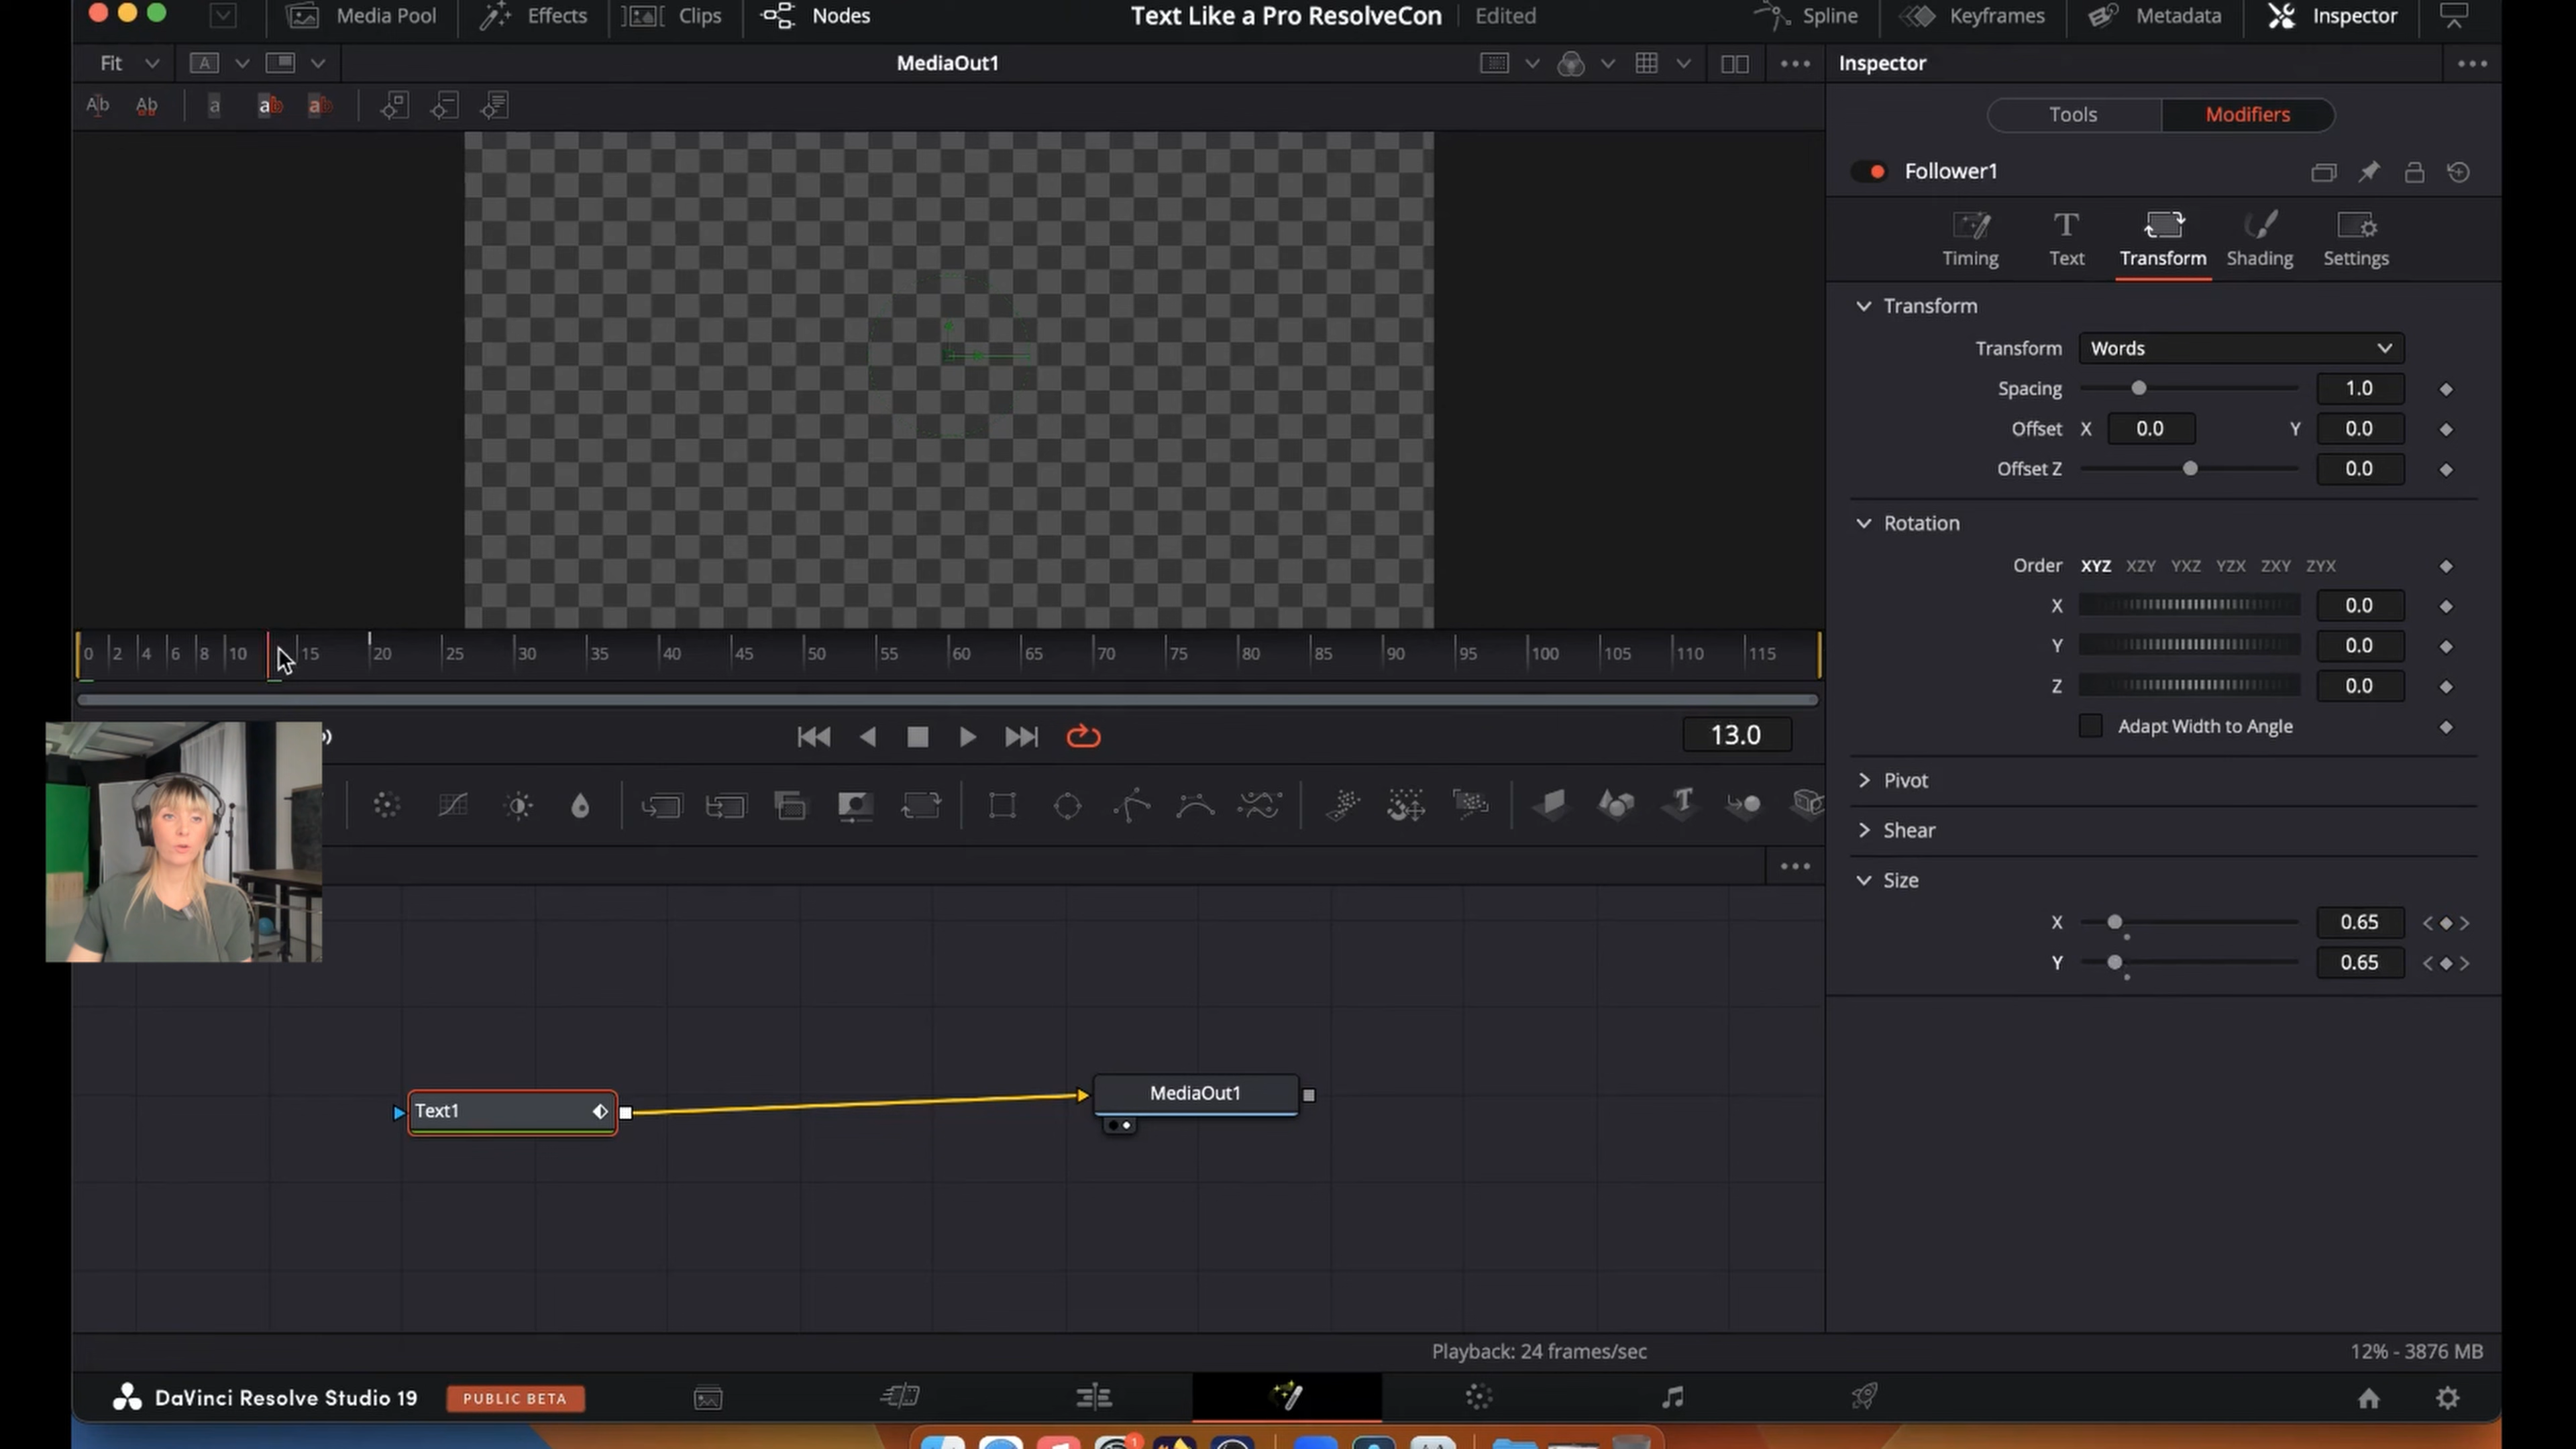 Media Pool Effects Clips Nodes Text Like a Pro ResolveCon Edited Spline Keyframes Metadata Inspector
Fit A MediaOut1 Inspector
Ab Ab a ab ab
Tools Modifiers
Follower1
Timing Text Transform Shading Settings
Transform
Transform Words
Spacing 1.0
Offset X 0.0 Y 0.0
Offset Z 0.0
Rotation
Order XYZ XZY YXZ YZX ZXY ZYX
X 0.0
Y 0.0
Z 0.0
Adapt Width to Angle
Pivot
Shear
Size
X 0.65
Y 0.65
0 2 4 6 8 10 15 20 25 30 35 40 45 50 55 60 65 70 75 80 85 90 95 100 105 110 115
13.0
Text1
MediaOut1
Playback: 24 frames/sec 12% - 3876 MB
DaVinci Resolve Studio 19 PUBLIC BETA
1